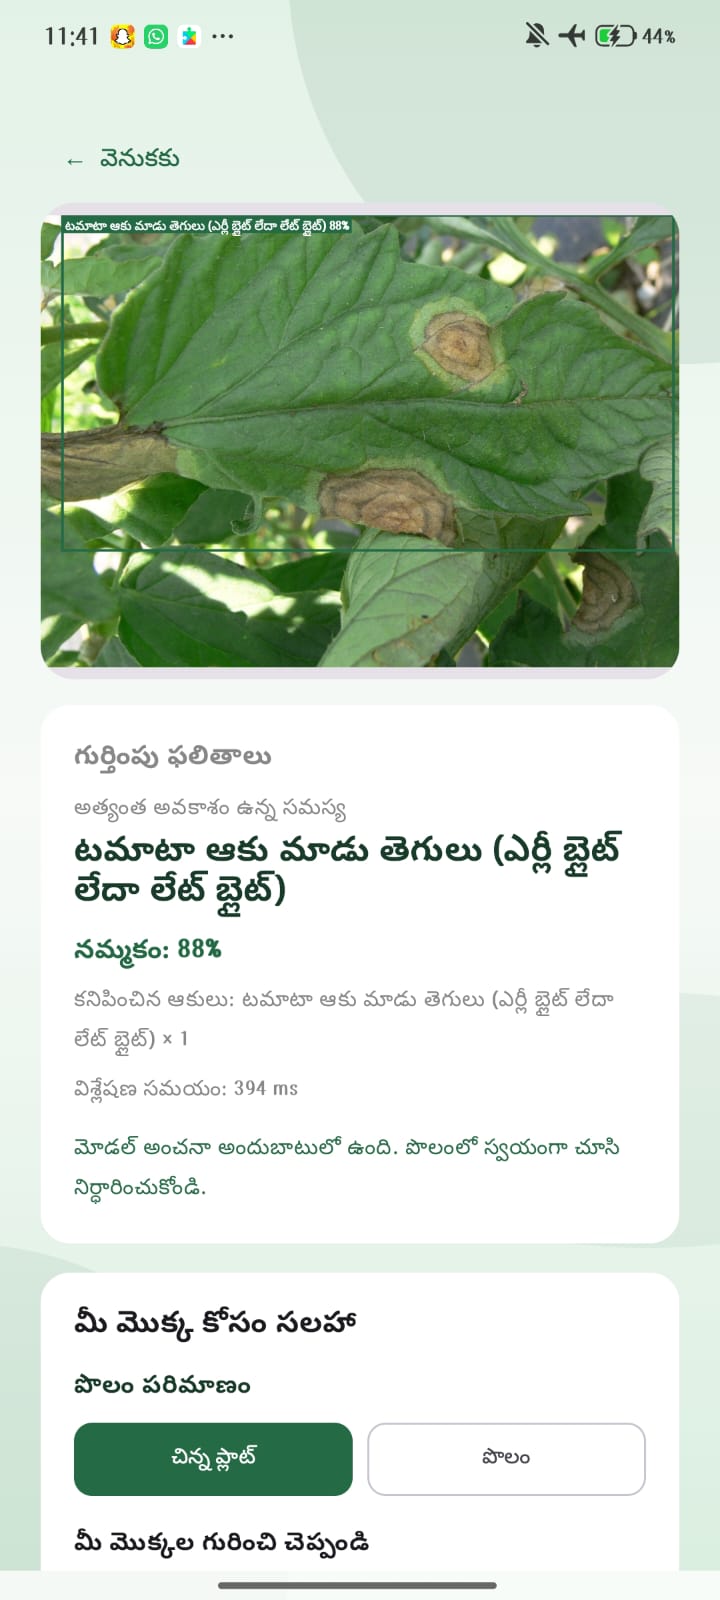 11:41 44%
← వెనుకకు
టమాటా ఆకు మాడు తెగులు (ఎర్లీ బ్లైట్ లేదా లేట్ బ్లైట్) 88%
గుర్తింపు ఫలితాలు
అత్యంత అవకాశం ఉన్న సమస్య
టమాటా ఆకు మాడు తెగులు (ఎర్లీ బ్లైట్
లేదా లేట్ బ్లైట్)
నమ్మకం: 88%
కనిపించిన ఆకులు: టమాటా ఆకు మాడు తెగులు (ఎర్లీ బ్లైట్ లేదా
లేట్ బ్లైట్) × 1
విశ్లేషణ సమయం: 394 ms
మోడల్ అంచనా అందుబాటులో ఉంది. పొలంలో స్వయంగా చూసి
నిర్ధారించుకోండి.
మీ మొక్క కోసం సలహా
పొలం పరిమాణం
చిన్న ప్లాట్ పొలం
మీ మొక్కల గురించి చెప్పండి